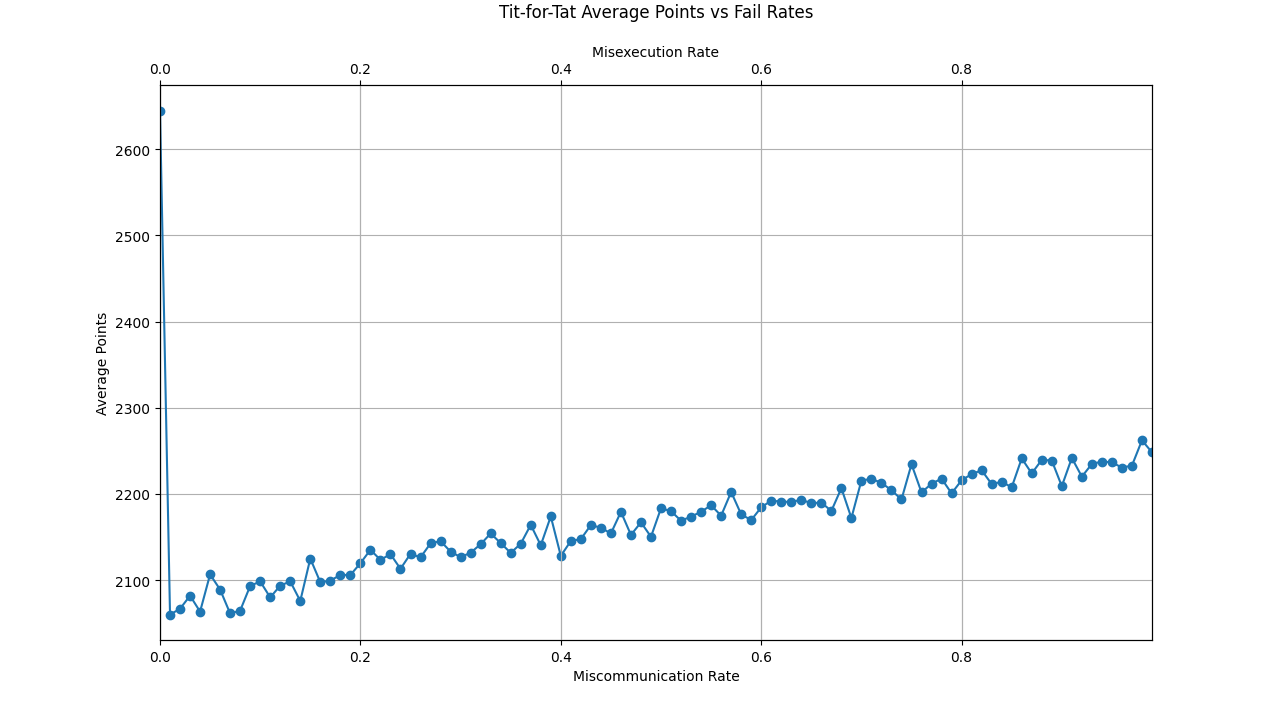 Tit-for-Tat Average Points vs Fail Rates
Misexecution Rate
0.0 0.2 0.4 0.6 0.8
2600
2500
2400
2300
2200
2100
Average Points
0.0 0.2 0.4 0.6 0.8
Miscommunication Rate